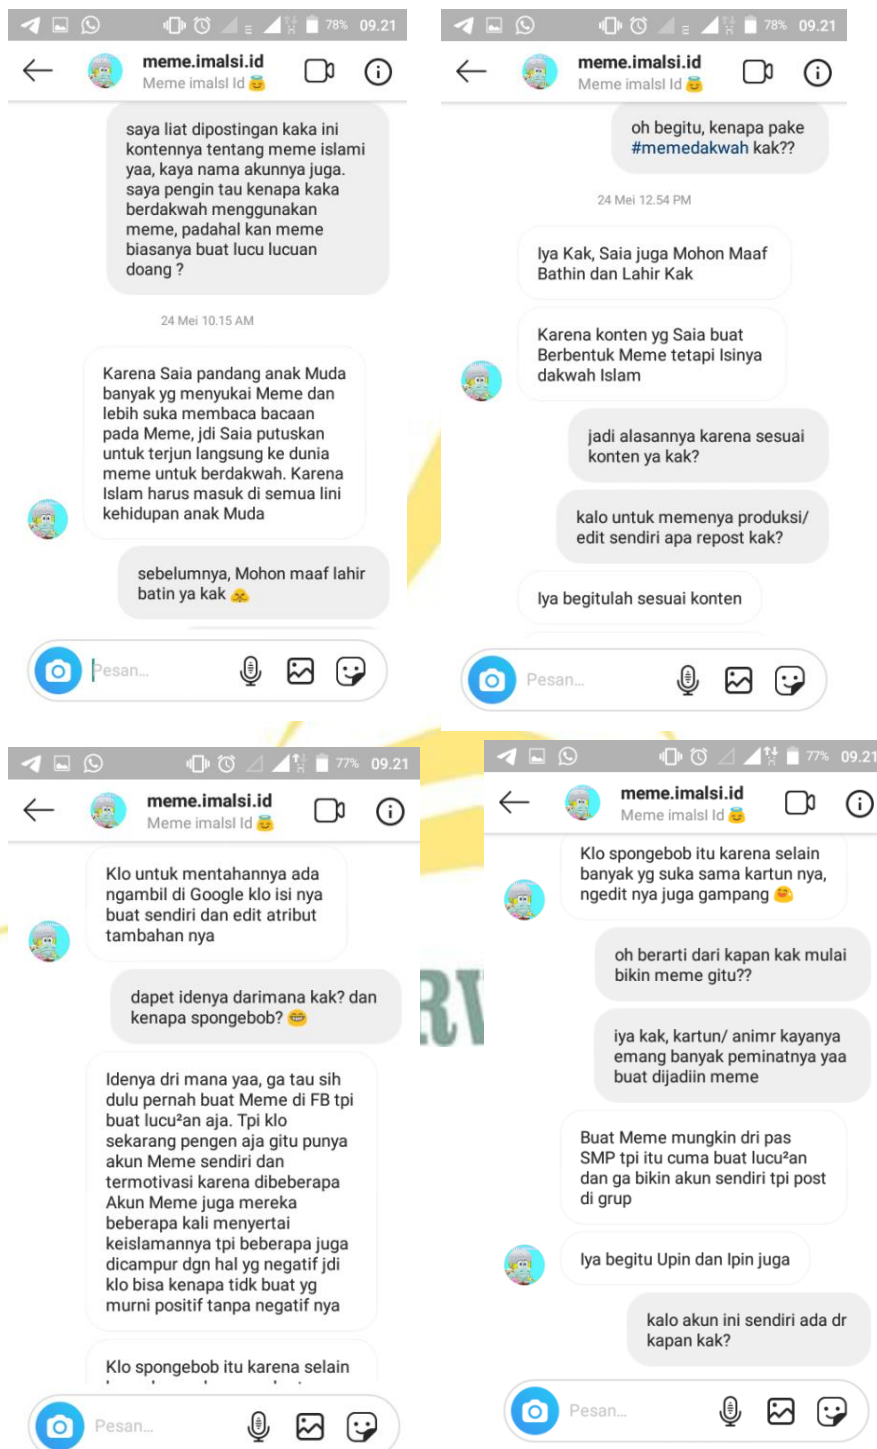 78% 09.21
meme.imalsi.id
Meme imalsI Id
saya liat dipostingan kaka ini
kontennya tentang meme islami
yaa, kaya nama akunnya juga.
saya pengin tau kenapa kaka
berdakwah menggunakan
meme, padahal kan meme
biasanya buat lucu lucuan
doang ?
24 Mei 10.15 AM
Karena Saia pandang anak Muda
banyak yg menyukai Meme dan
lebih suka membaca bacaan
pada Meme, jdi Saia putuskan
untuk terjun langsung ke dunia
meme untuk berdakwah. Karena
Islam harus masuk di semua lini
kehidupan anak Muda
sebelumnya, Mohon maaf lahir
batin ya kak
Pesan...
78% 09.21
meme.imalsi.id
Meme imalsI Id
oh begitu, kenapa pake
#memedakwah kak??
24 Mei 12.54 PM
Iya Kak, Saia juga Mohon Maaf
Bathin dan Lahir Kak
Karena konten yg Saia buat
Berbentuk Meme tetapi Isinya
dakwah Islam
jadi alasannya karena sesuai
konten ya kak?
kalo untuk memenya produksi/
edit sendiri apa repost kak?
Iya begitulah sesuai konten
Pesan...
77% 09.21
meme.imalsi.id
Meme imalsI Id
Klo untuk mentahannya ada
ngambil di Google klo isi nya
buat sendiri dan edit atribut
tambahan nya
dapet idenya darimana kak? dan
kenapa spongebob?
Idenya dri mana yaa, ga tau sih
dulu pernah buat Meme di FB tpi
buat lucu²an aja. Tpi klo
sekarang pengen aja gitu punya
akun Meme sendiri dan
termotivasi karena dibeberapa
Akun Meme juga mereka
beberapa kali menyertai
keislamannya tpi beberapa juga
dicampur dgn hal yg negatif jdi
klo bisa kenapa tidk buat yg
murni positif tanpa negatif nya
Klo spongebob itu karena selain
Pesan...
77% 09.21
meme.imalsi.id
Meme imalsI Id
Klo spongebob itu karena selain
banyak yg suka sama kartun nya,
ngedit nya juga gampang
oh berarti dari kapan kak mulai
bikin meme gitu??
iya kak, kartun/ animr kayanya
emang banyak peminatnya yaa
buat dijadiin meme
Buat Meme mungkin dri pas
SMP tpi itu cuma buat lucu²an
dan ga bikin akun sendiri tpi post
di grup
Iya begitu Upin dan Ipin juga
kalo akun ini sendiri ada dr
kapan kak?
Pesan...